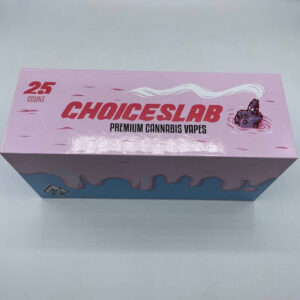 25
COUNT
CHOICESLAB
PREMIUM CANNABIS VAPES